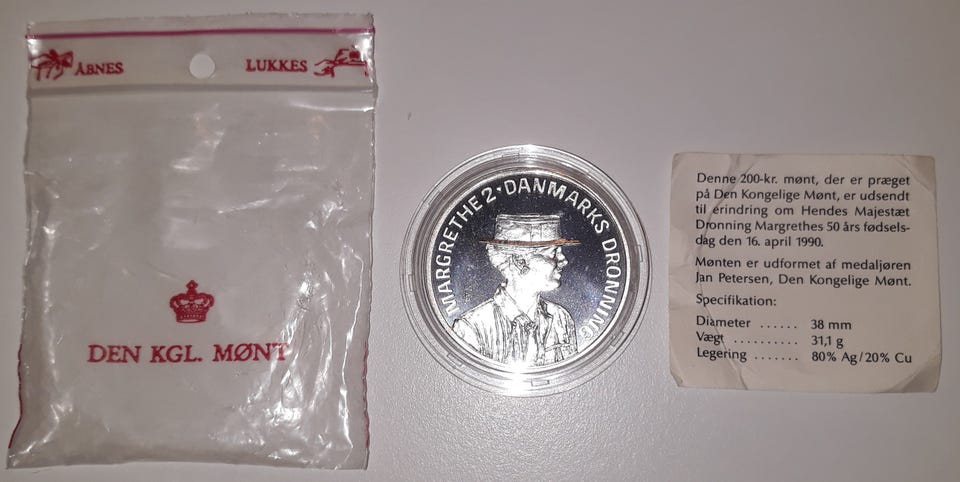 ÅBNES LUKKES
DEN KGL. MØNT
MARGRETHE 2 · DANMARKS DRONNING
Denne 200-kr. mønt, der er præget
på Den Kongelige Mønt, er udsendt
til erindring om Hendes Majestæt
Dronning Margrethes 50 års fødsels-
dag den 16. april 1990.
Mønten er udformet af medaljøren
Jan Petersen, Den Kongelige Mønt.
Specifikation:
Diameter ...... 38 mm
Vægt .......... 31,1 g
Legering ....... 80% Ag/20% Cu